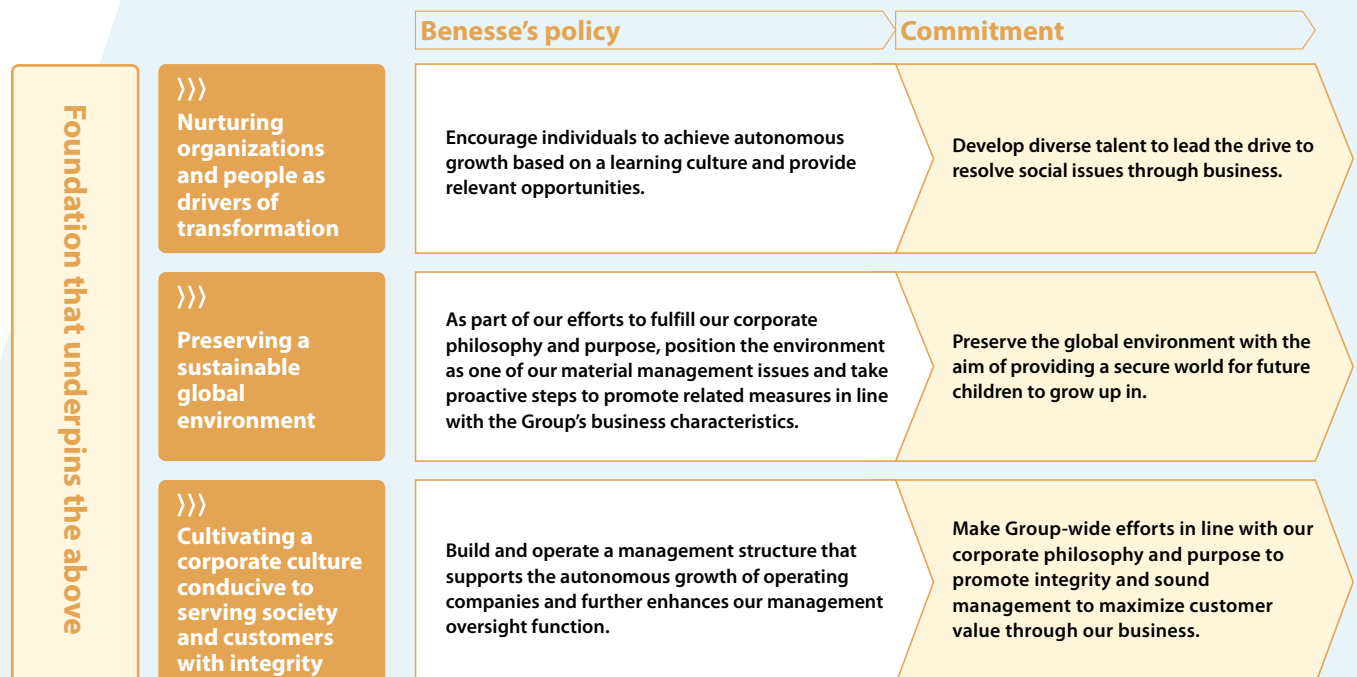 Benesse’s policy
Commitment
Foundation that underpins the above
⟩⟩⟩
Nurturing
organizations
and people as
drivers of
transformation
Encourage individuals to achieve autonomous
growth based on a learning culture and provide
relevant opportunities.
Develop diverse talent to lead the drive to
resolve social issues through business.
⟩⟩⟩
Preserving a
sustainable
global
environment
As part of our efforts to fulfill our corporate
philosophy and purpose, position the environment
as one of our material management issues and take
proactive steps to promote related measures in line
with the Group’s business characteristics.
Preserve the global environment with the
aim of providing a secure world for future
children to grow up in.
⟩⟩⟩
Cultivating a
corporate culture
conducive to
serving society
and customers
with integrity
Build and operate a management structure that
supports the autonomous growth of operating
companies and further enhances our management
oversight function.
Make Group-wide efforts in line with our
corporate philosophy and purpose to
promote integrity and sound
management to maximize customer
value through our business.